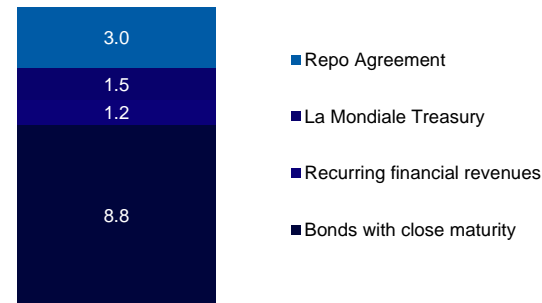 3.0
1.5
1.2
8.8
Repo Agreement
La Mondiale Treasury
Recurring financial revenues
Bonds with close maturity